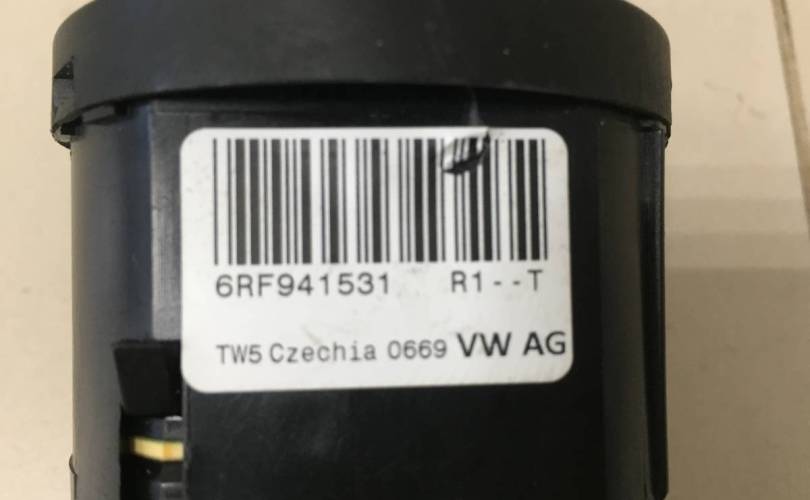 6RF941531 R1--T
TW5 Czechia 0669 VW AG